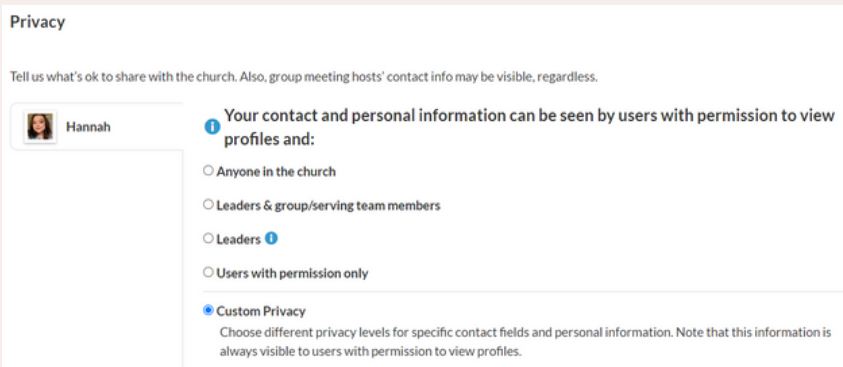 Privacy
Tell us what's ok to share with the church. Also, group meeting hosts' contact info may be visible, regardless.
Hannah
Your contact and personal information can be seen by users with permission to view
profiles and:
Anyone in the church
Leaders & group/serving team members
Leaders
Users with permission only
Custom Privacy
Choose different privacy levels for specific contact fields and personal information. Note that this information is
always visible to users with permission to view profiles.